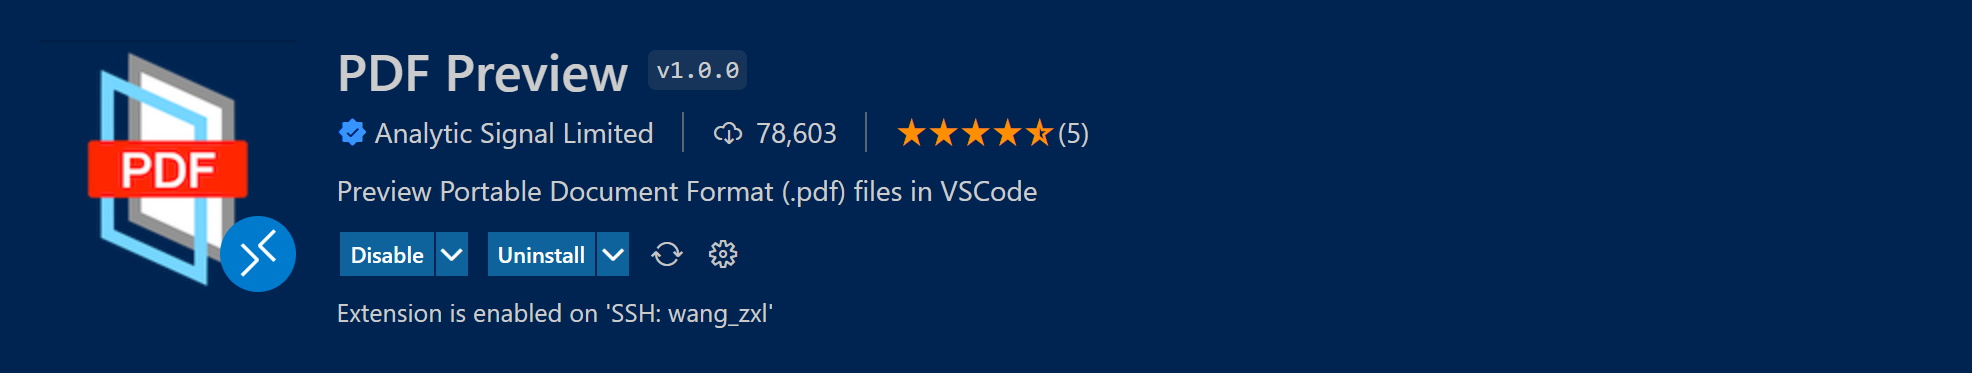 PDF Preview v1.0.0
PDF
Analytic Signal Limited 78,603 (5)
Preview Portable Document Format (.pdf) files in VSCode
Disable Uninstall
Extension is enabled on 'SSH: wang_zxl'